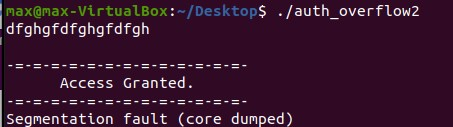 max@max-VirtualBox:~/Desktop$ ./auth_overflow2
dfghgfdfghgfdfgh
-=-=-=-=-=-=-=-=-=-=-=-=-=-
Access Granted.
-=-=-=-=-=-=-=-=-=-=-=-=-=-
Segmentation fault (core dumped)